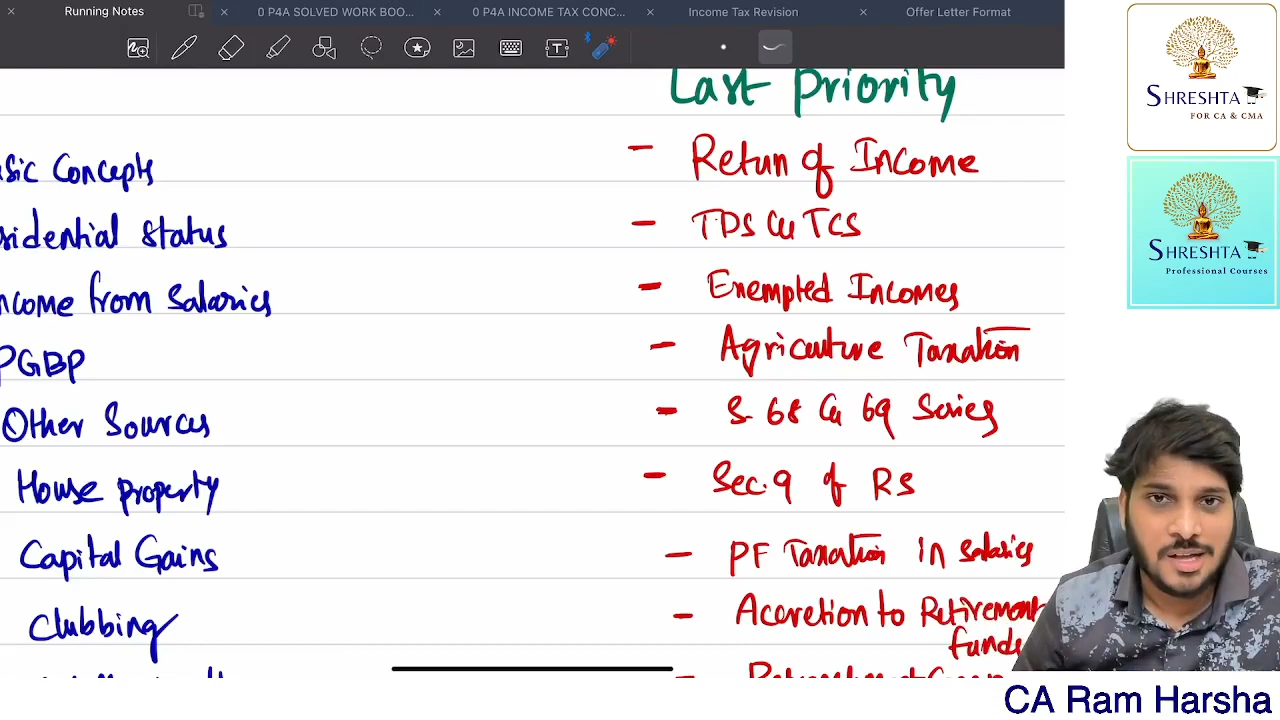 Running Notes
0 P4A SOLVED WORK BOO...
0 P4A INCOME TAX CONC...
Income Tax Revision
Offer Letter Format
Last Priority
sic Concepts
sidential Status
ncome from Salaries
PGBP
Other Sources
House property
Capital Gains
Clubbing
- Retun of Income
- TDS & TCS
- Exempted Incomes
- Agriculture Taxation
- S. 68 & 69 Series
- Sec. 9 of RS
- PF Taxation in Salaries
- Accretion to Retirement
funds
SHRESHTA
FOR CA & CMA
SHRESHTA
Professional Courses
CA Ram Harsha